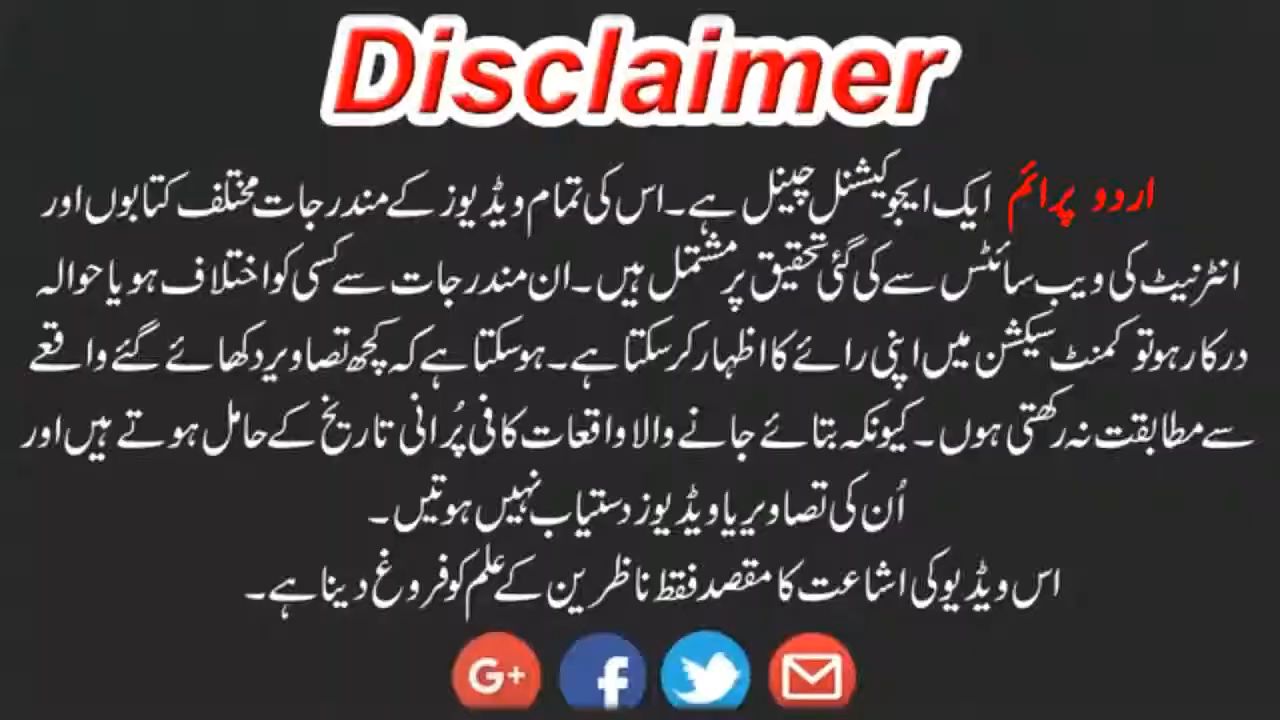 Disclaimer
اردو پرائم ایک ایجوکیشنل چینل ہے۔اس کی تمام ویڈیوز کے مندرجات مختلف کتابوں اور
انٹرنیٹ کی ویب سائٹس سے کی گئی تحقیق پر مشتمل ہیں۔ان مندرجات سے کسی کو اختلاف ہو یا حوالہ
درکار ہو تو کمنٹ سیکشن میں اپنی رائے کا اظہار کر سکتا ہے۔ہو سکتا ہے کہ کچھ تصاویر دکھائے گئے واقعے
سے مطابقت نہ رکھتی ہوں۔کیونکہ بتائے جانے والا واقعات کافی پُرانی تاریخ کے حامل ہوتے ہیں اور
اُن کی تصاویر یا ویڈیوز دستیاب نہیں ہوتیں۔
اس ویڈیو کی اشاعت کا مقصد فقط ناظرین کے علم کو فروغ دینا ہے۔
G+ f